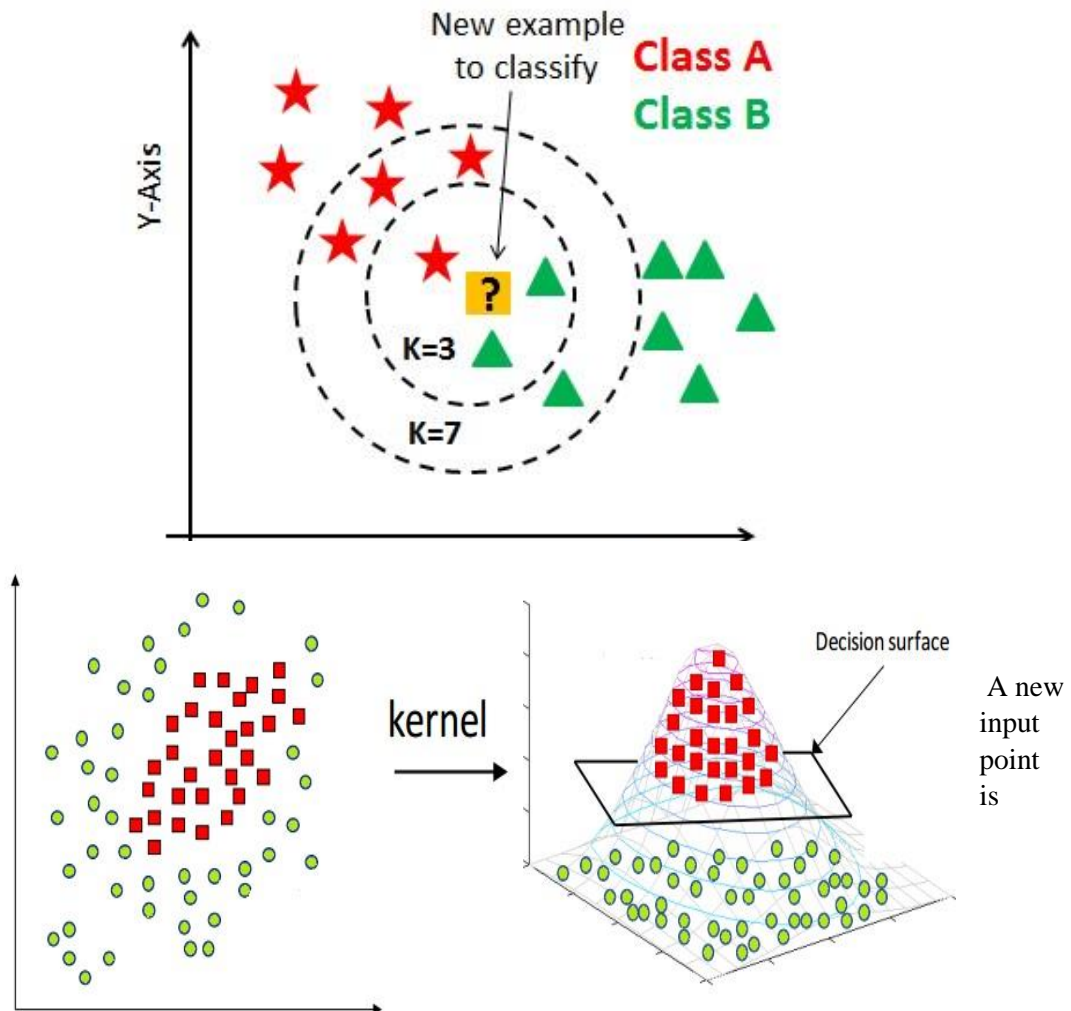 New example
to classify
Class A
Class B
Y-Axis
?
K=3
K=7
kernel
Decision surface
A new
input
point
is